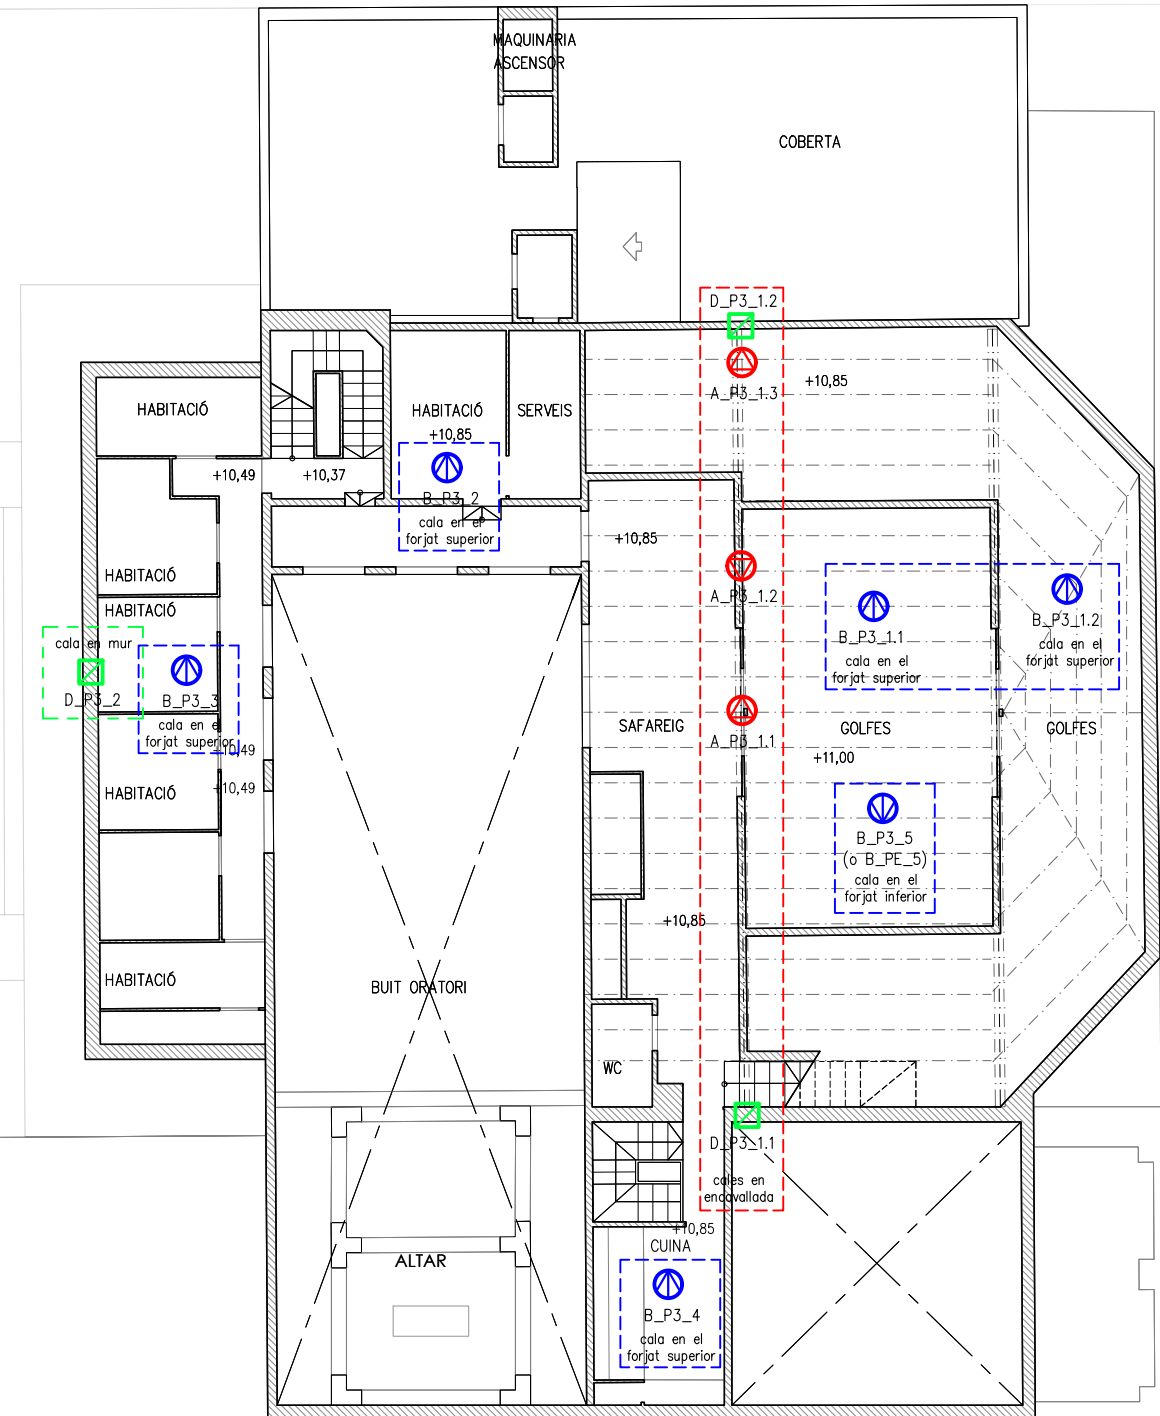 MAQUINARIA
ASCENSOR
COBERTA
D_P3_1.2
A_P3_1.3
+10,85
HABITACIÓ
HABITACIÓ
+10,85
SERVEIS
+10,49
+10,37
B_P3_2
cala en el
forjat superior
+10,85
HABITACIÓ
HABITACIÓ
A_P3_1.2
B_P3_1.1
cala en el
forjat superior
B_P3_1.2
cala en el
forjat superior
cala en mur
D_P3_2
B_P3_3
cala en el
forjat superior
+10,49
+10,49
HABITACIÓ
SAFAREIG
A_P3_1.1
GOLFES
+11,00
GOLFES
B_P3_5
(o B_PE_5)
cala en el
forjat inferior
+10,85
HABITACIÓ
BUIT ORATORI
WC
D_P3_1.1
cales en
encavallada
+10,85
CUINA
ALTAR
B_P3_4
cala en el
forjat superior